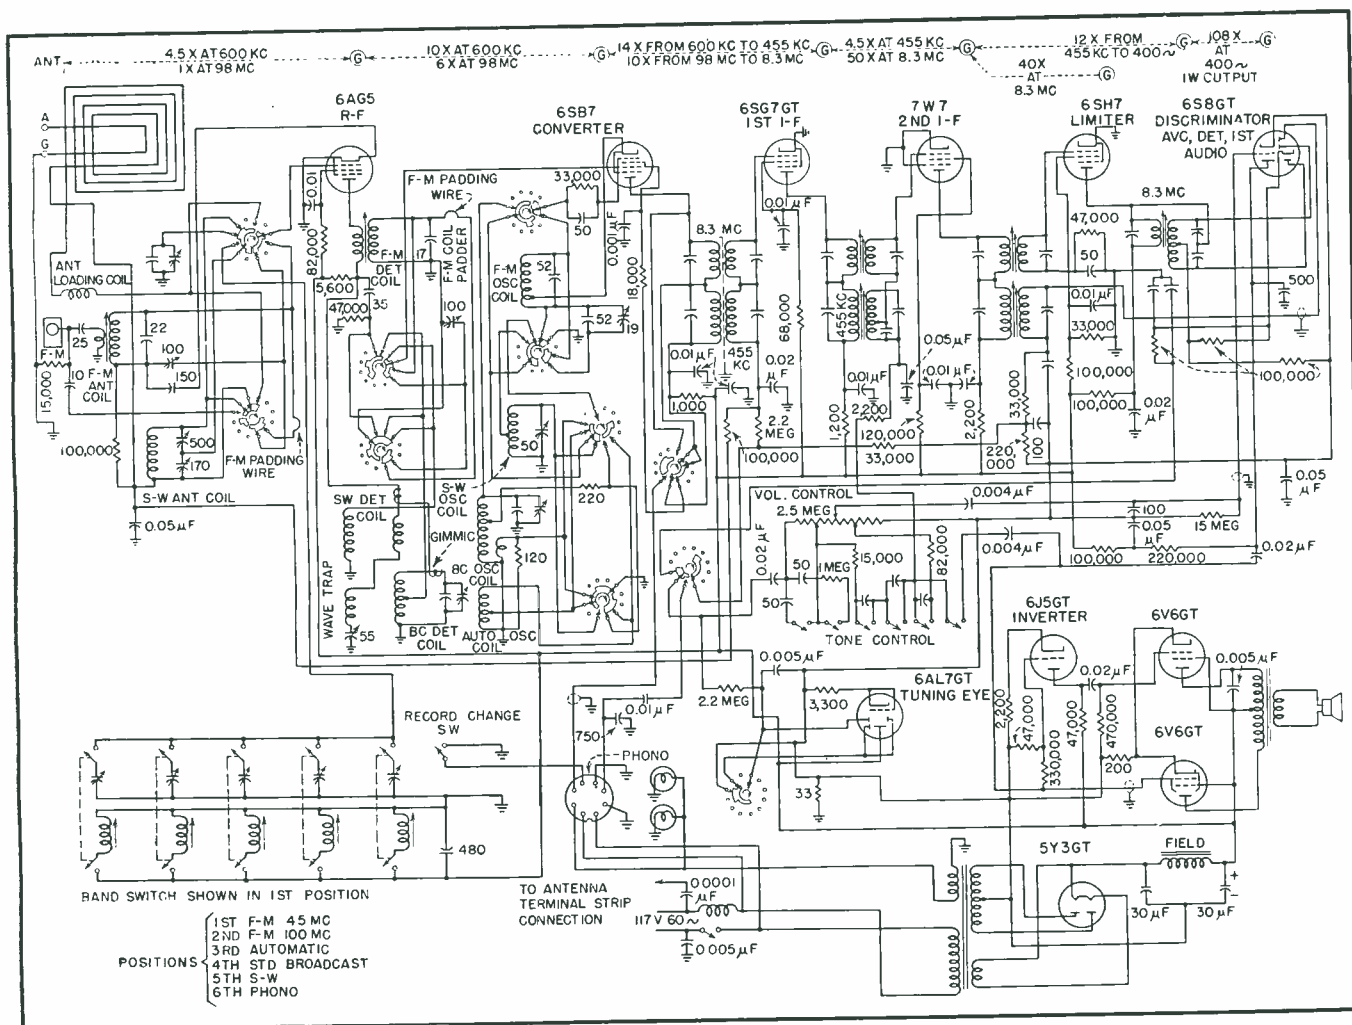 ANT
4.5X AT 600 KC
1X AT 98 MC
G
10X AT 600 KC
6X AT 98 MC
G
14X FROM 600 KC TO 455 KC
10X FROM 98 MC TO 8.3 MC
G
4.5X AT 455 KC
50X AT 8.3 MC
G
12X FROM
455 KC TO 400~
G
40X
AT
8.3 MC
G
108X
AT
400~
1W CUTPUT
G
6AG5
R-F
6SB7
CONVERTER
6SG7GT
1ST I-F
7W7
2ND I-F
6SH7
LIMITER
6S8GT
DISCRIMINATOR
AVC, DET, 1ST
AUDIO
A
G
0.01
82,000
F-M PADDING
WIRE
33,000
50
0.001 µF
18,000
0.01 µF
8.3 MC
47,000
50
8.3 MC
500
ANT
LOADING COIL
F-M
DET
COIL
17
F-M COIL
PADDER
F-M
OSC
COIL
52
52
19
5,600
47,000
35
100
68,000
455 KC
0.01 µF
33,000
F-M
25
15,000
10
F-M
ANT
COIL
22
100
150
0.01 µF
455
KC
0.02
µF
0.05 µF
0.01 µF
0.01 µF
100,000
100,000
100,000
0.02
µF
1,000
2.2
MEG
100,000
1,200
2,200
120,000
33,000
2,200
33,000
220,
000
100
100,000
500
170
F-M PADDING
WIRE
S-W ANT COIL
0.05 µF
50
S-W
OSC
COIL
220
SW DET
COIL
GIMMIC
120
BC OSC
COIL
WAVE TRAP
55
BC DET
COIL
AUTO OSC
COIL
VOL. CONTROL
2.5 MEG
0.004 µF
100
0.05
µF
15 MEG
0.05
µF
0.02 µF
50
1 MEG
15,000
82,000
0.004 µF
100,000
220,000
0.02 µF
50
TONE CONTROL
0.005 µF
6J5GT
INVERTER
6V6GT
0.005 µF
0.02 µF
6AL7GT
TUNING EYE
2.2 MEG
3,300
2,200
47,000
330,000
47,000
470,000
200
6V6GT
33
RECORD CHANGE
SW
0.01 µF
750
PHONO
480
BAND SWITCH SHOWN IN 1ST POSITION
POSITIONS
1ST F-M 45 MC
2ND F-M 100 MC
3RD AUTOMATIC
4TH STD BROADCAST
5TH S-W
6TH PHONO
TO ANTENNA
TERMINAL STRIP
CONNECTION
0.0001
µF
117V 60~
0.005 µF
5Y3GT
FIELD
30 µF
30 µF
+
-